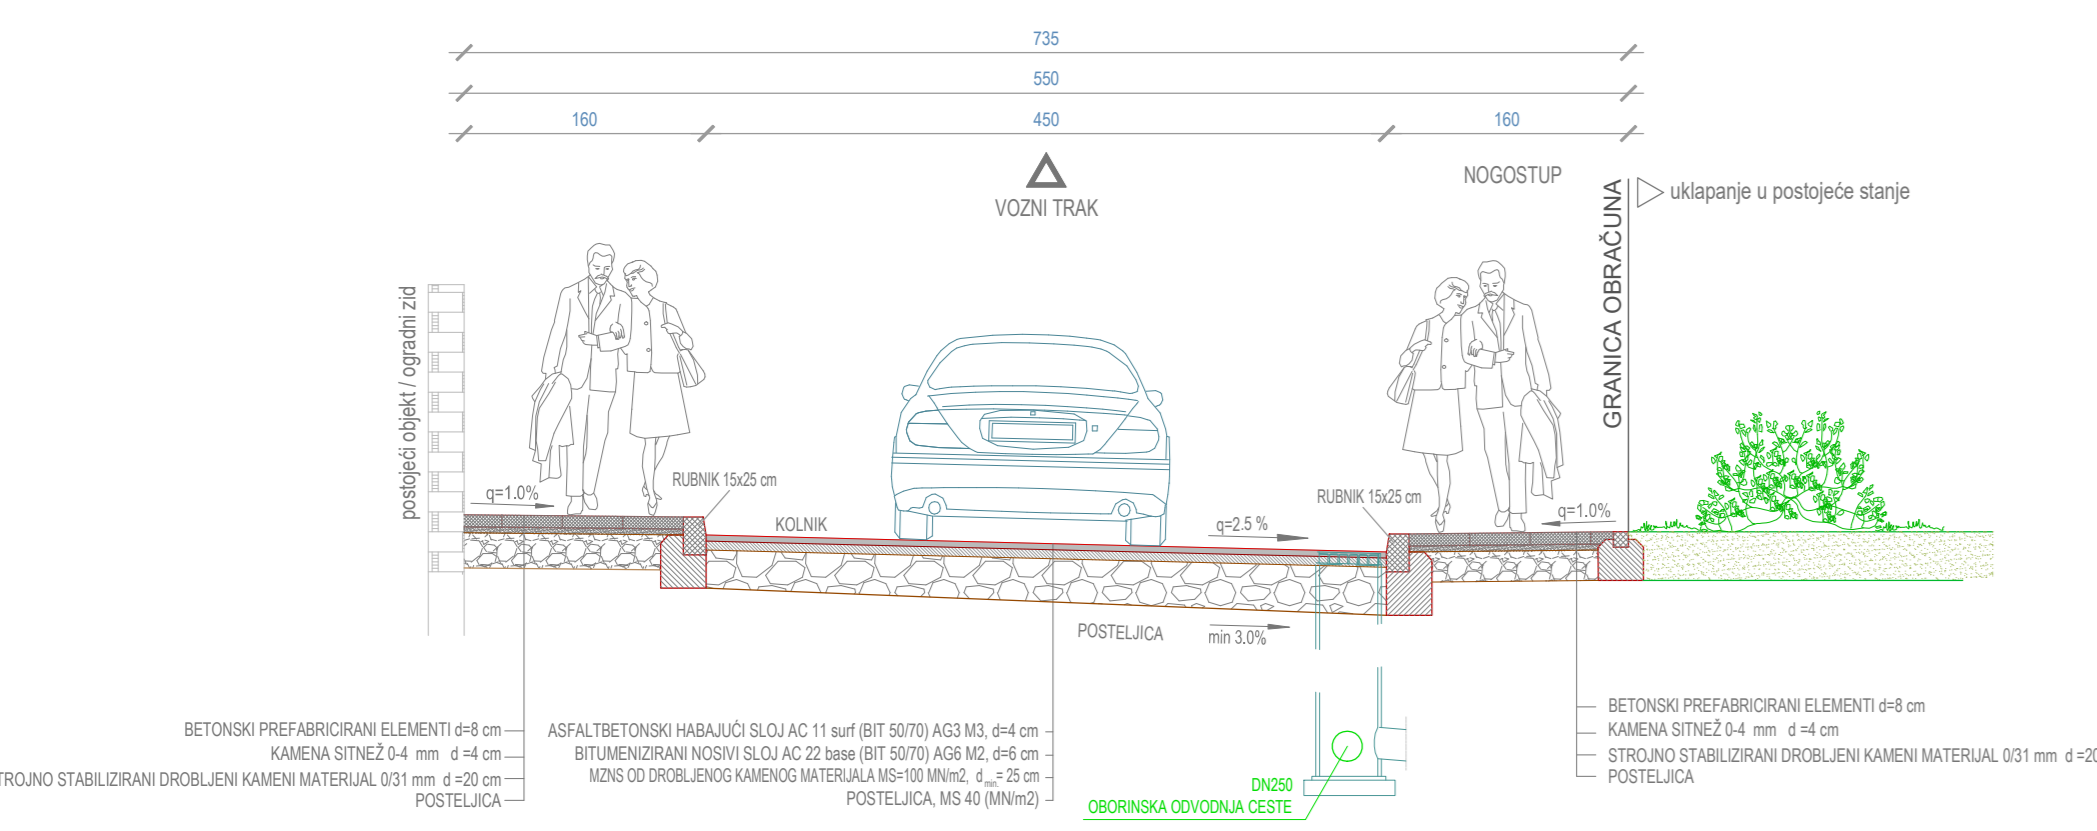 735
550
160 450 160
NOGOSTUP
VOZNI TRAK
GRANICA OBRAČUNA
uklapanje u postojeće stanje
postojeći objekt / ogradni zid
q=1.0%
RUBNIK 15x25 cm
KOLNIK
q=2.5 %
RUBNIK 15x25 cm
q=1.0%
POSTELJICA
min 3.0%
BETONSKI PREFABRICIRANI ELEMENTI d=8 cm
KAMENA SITNEŽ 0-4 mm d =4 cm
TROJNO STABILIZIRANI DROBLJENI KAMENI MATERIJAL 0/31 mm d =20 cm
POSTELJICA
ASFALTBETONSKI HABAJUĆI SLOJ AC 11 surf (BIT 50/70) AG3 M3, d=4 cm
BITUMENIZIRANI NOSIVI SLOJ AC 22 base (BIT 50/70) AG6 M2, d=6 cm
MZNS OD DROBLJENOG KAMENOG MATERIJALA MS=100 MN/m2, d min.= 25 cm
POSTELJICA, MS 40 (MN/m2)
DN250
OBORINSKA ODVODNJA CESTE
BETONSKI PREFABRICIRANI ELEMENTI d=8 cm
KAMENA SITNEŽ 0-4 mm d =4 cm
STROJNO STABILIZIRANI DROBLJENI KAMENI MATERIJAL 0/31 mm d =20
POSTELJICA